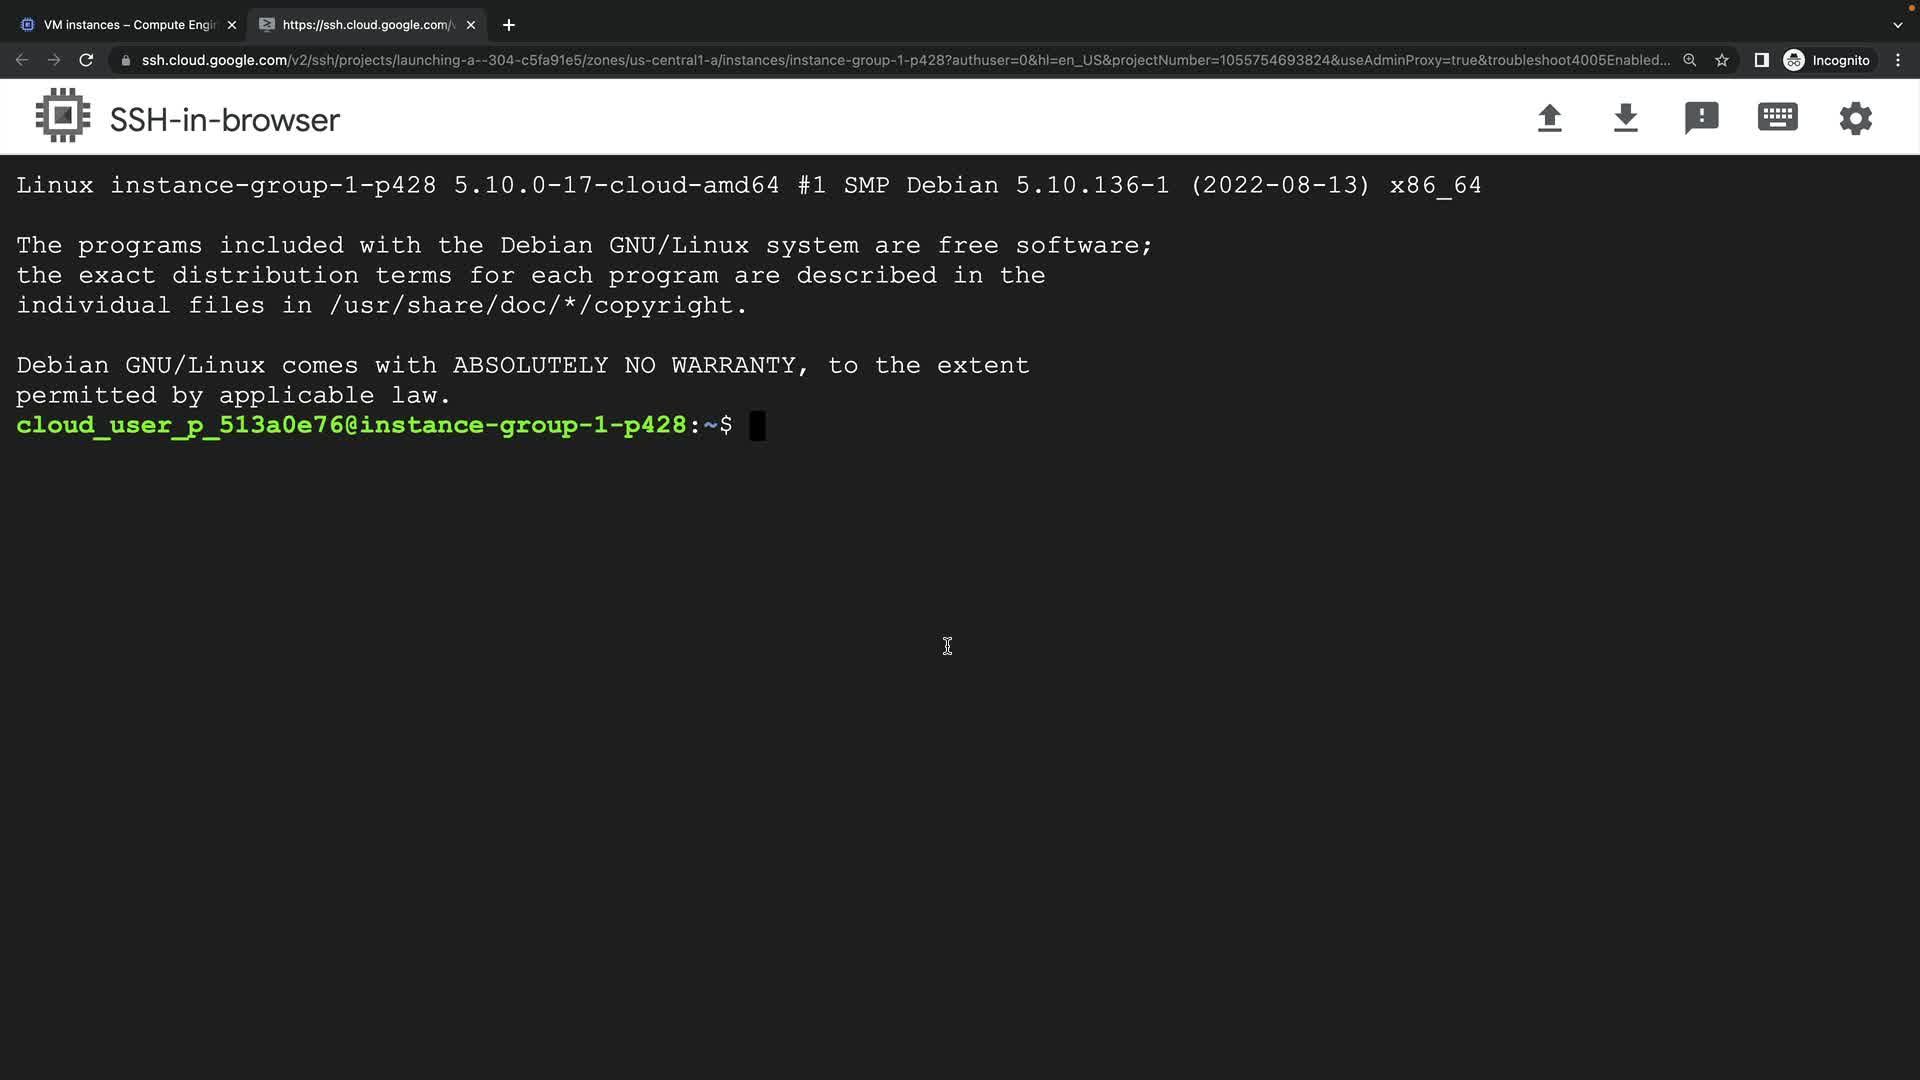 VM instances – Compute Engi
https://ssh.cloud.google.com/
ssh.cloud.google.com/v2/ssh/projects/launching-a--304-c5fa91e5/zones/us-central1-a/instances/instance-group-1-p428?authuser=0&hl=en_US&projectNumber=1055754693824&useAdminProxy=true&troubleshoot4005Enabled...
Incognito
SSH-in-browser
Linux instance-group-1-p428 5.10.0-17-cloud-amd64 #1 SMP Debian 5.10.136-1 (2022-08-13) x86_64
The programs included with the Debian GNU/Linux system are free software;
the exact distribution terms for each program are described in the
individual files in /usr/share/doc/*/copyright.
Debian GNU/Linux comes with ABSOLUTELY NO WARRANTY, to the extent
permitted by applicable law.
cloud_user_p_513a0e76@instance-group-1-p428:~$